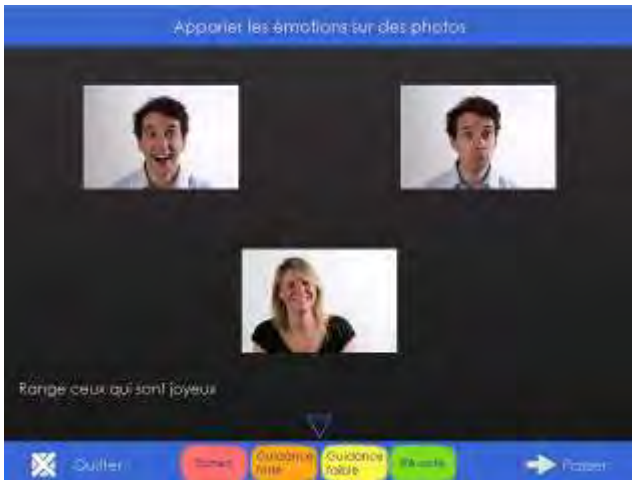 Apparier les émotions sur des photos
Range ceux qui sont joyeux
Quitter
Guidance
forte
Guidance
faible
Réussite
Passer